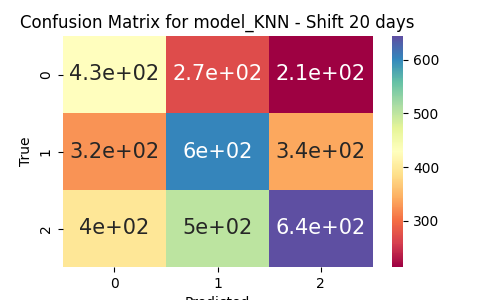 Confusion Matrix for model_KNN - Shift 20 days
0 4.3e+02 2.7e+02 2.1e+02
1 3.2e+02 6e+02 3.4e+02
2 4e+02 5e+02 6.4e+02
0 1 2
True
Predicted
600
500
400
300